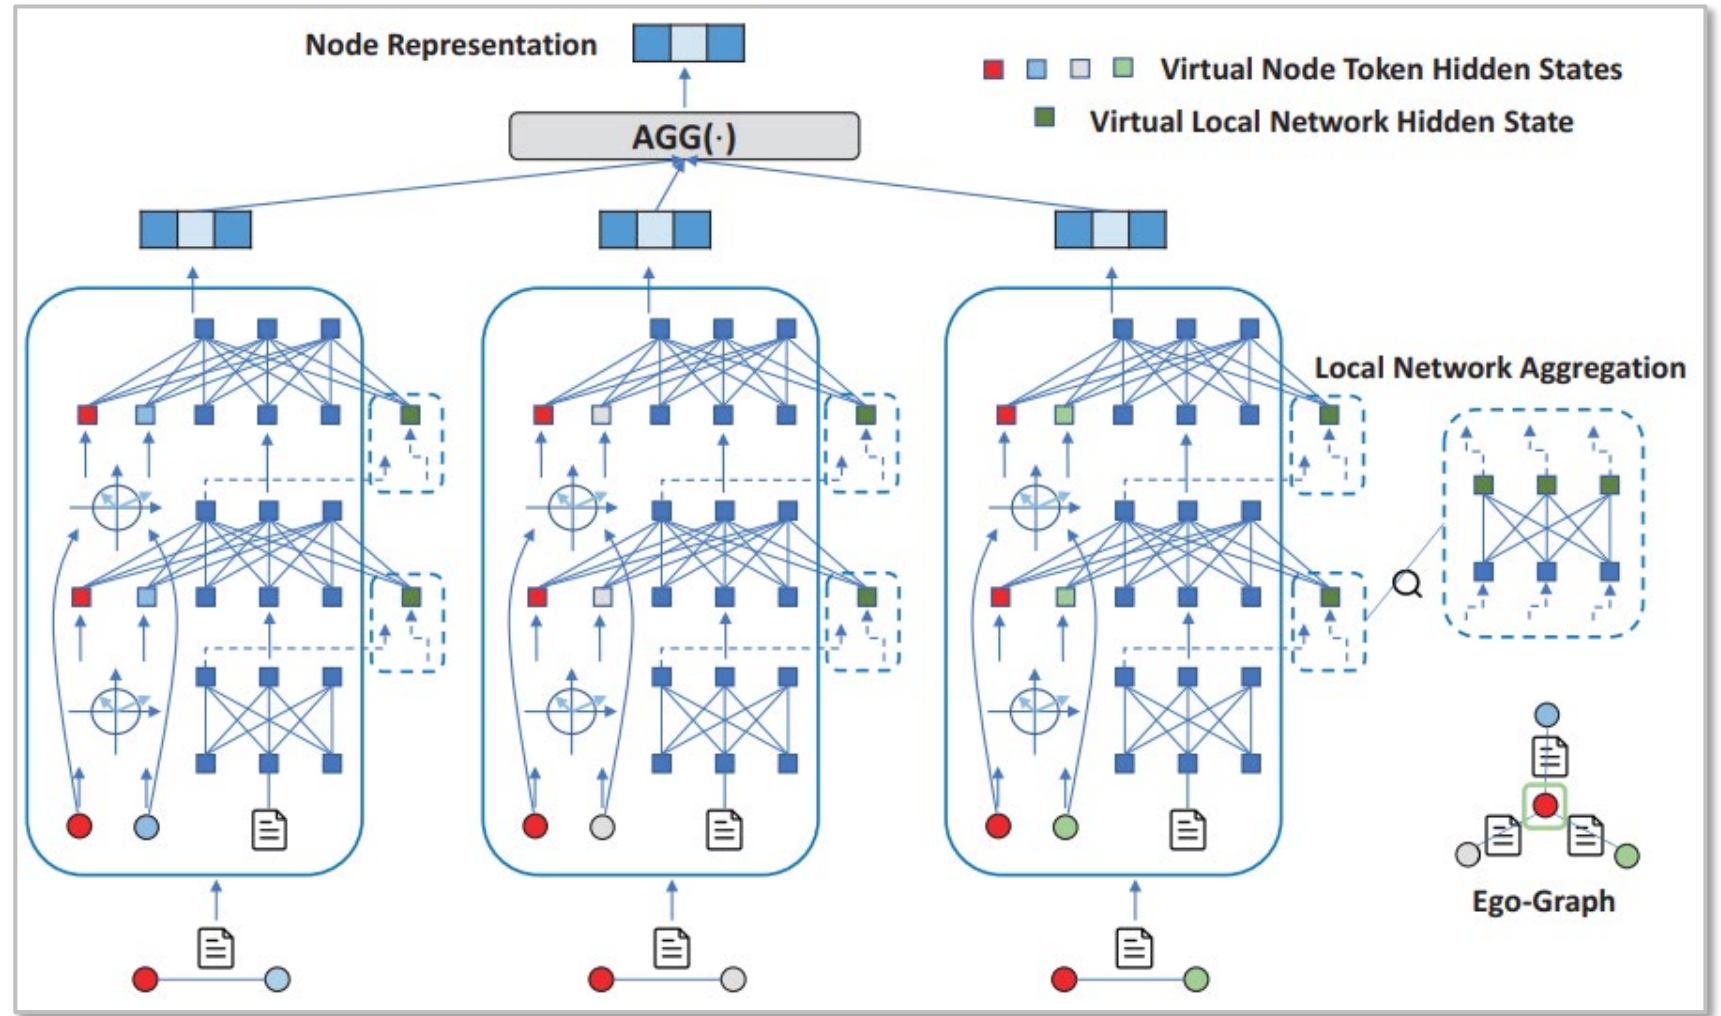 Node Representation
Virtual Node Token Hidden States
Virtual Local Network Hidden State
AGG(·)
Local Network Aggregation
Ego-Graph